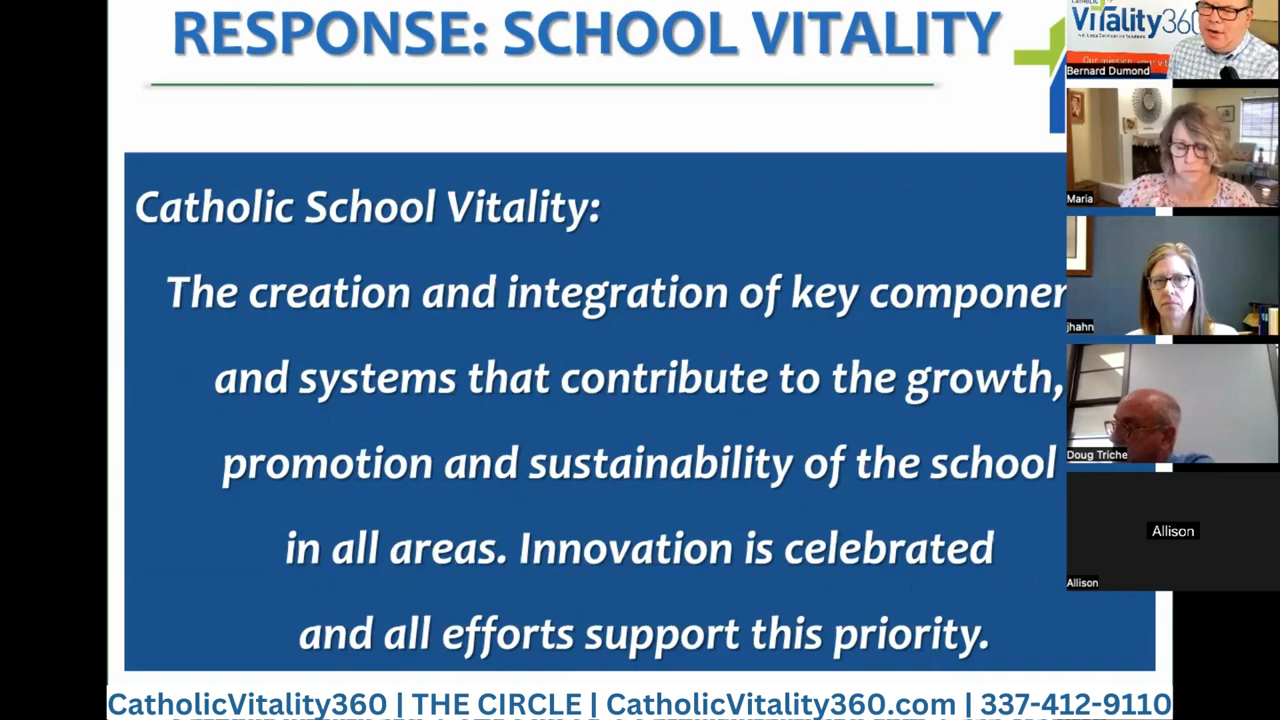 RESPONSE: SCHOOL VITALITY
Catholic School Vitality:
The creation and integration of key componen
and systems that contribute to the growth,
promotion and sustainability of the school
in all areas. Innovation is celebrated
and all efforts support this priority.
Vitality360
Bernard Dumond
Maria
jhahn
Doug Triche
Allison
Allison
CatholicVitality360 | THE CIRCLE | CatholicVitality360.com | 337-412-9110